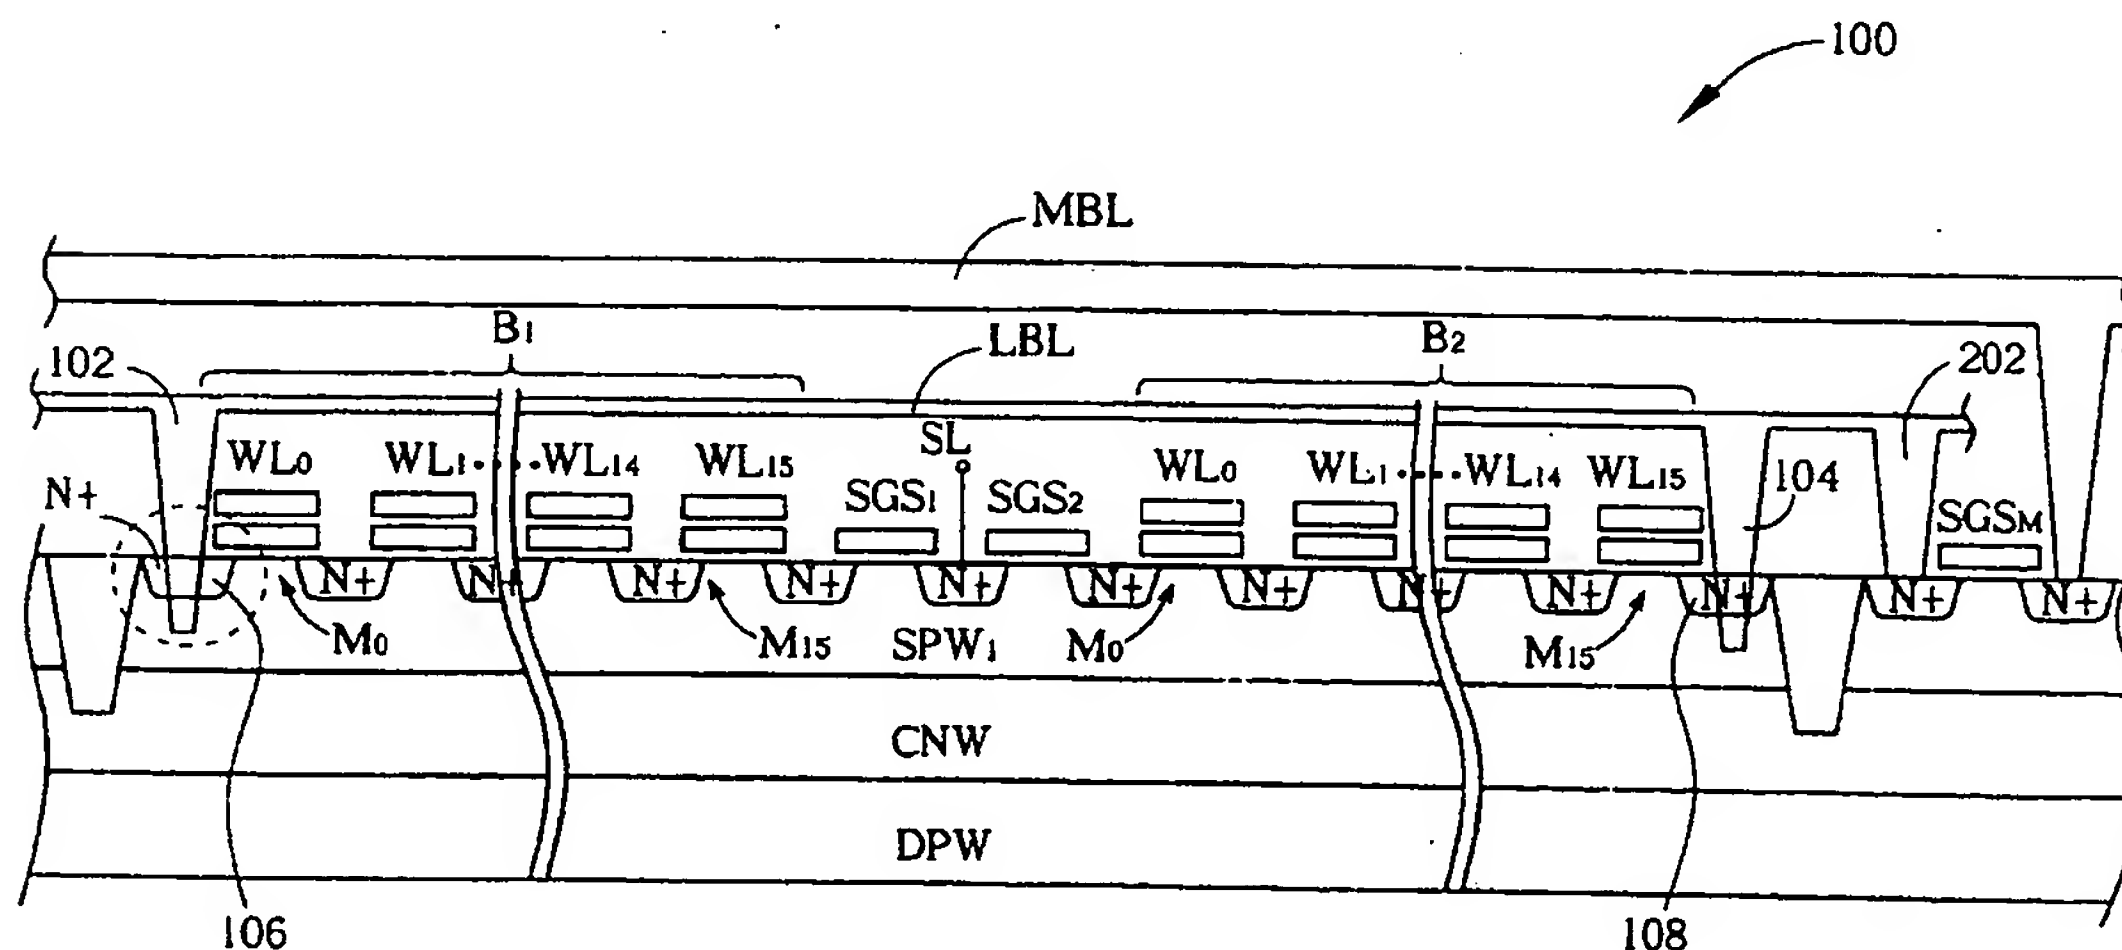 100
MBL
B1
LBL
B2
102
202
WL0
WL1
WL14
WL15
SL
WL0
WL1
WL14
WL15
N+
SGS1
SGS2
104
SGSM
N+
N+
N+
N+
N+
N+
N+
N+
N+
N+
N+
N+
M0
M15
SPW1
M0
M15
CNW
DPW
106
108